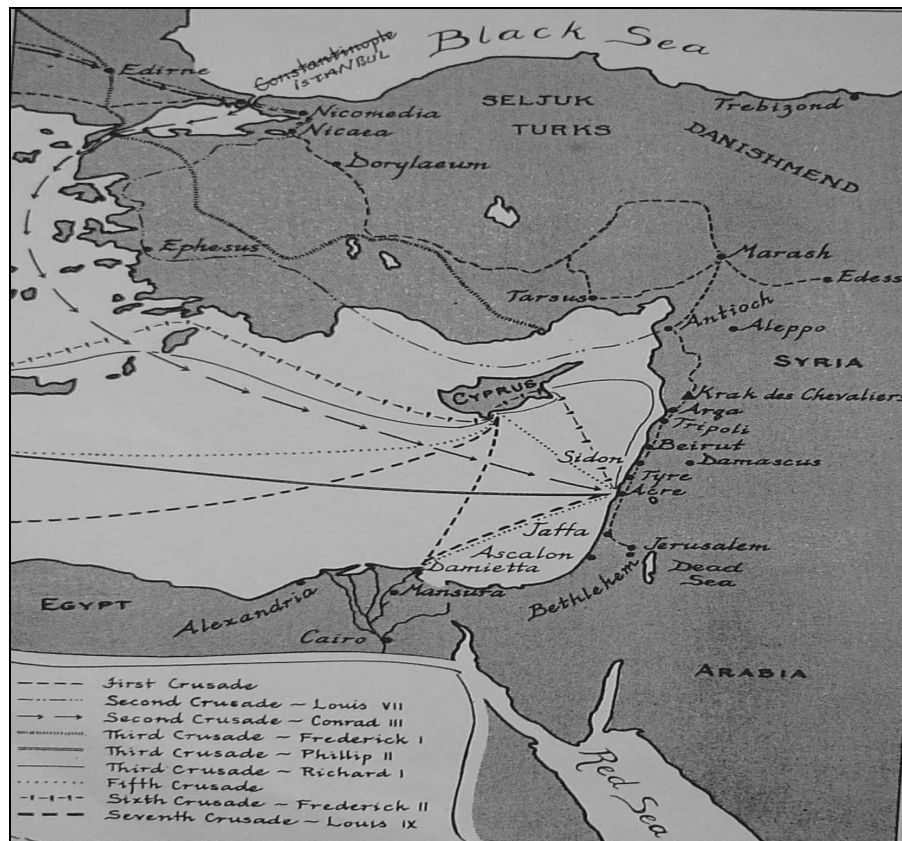 Black Sea
Constantinople
iSTANBUL
Edirne
Nicomedia
Nicaea
SELJUK
TURKS
Trebizond
DANISHMEND
Dorylaeum
Ephesus
Marash
Edess
Tarsus
Antioch
Aleppo
SYRIA
CYPRUS
Krak des Chevaliers
Arqa
Tripoli
Beirut
Sidon
Damascus
Tyre
Acre
Jaffa
Ascalon
Jerusalem
Damietta
Dead
Sea
Bethlehem
Mansura
Alexandria
EGYPT
Cairo
ARABIA
Red Sea
First Crusade
Second Crusade ~ Louis VII
Second Crusade ~ Conrad III
Third Crusade ~ Frederick I
Third Crusade ~ Phillip II
Third Crusade ~ Richard I
Fifth Crusade
Sixth Crusade ~ Frederick II
Seventh Crusade ~ Louis IX